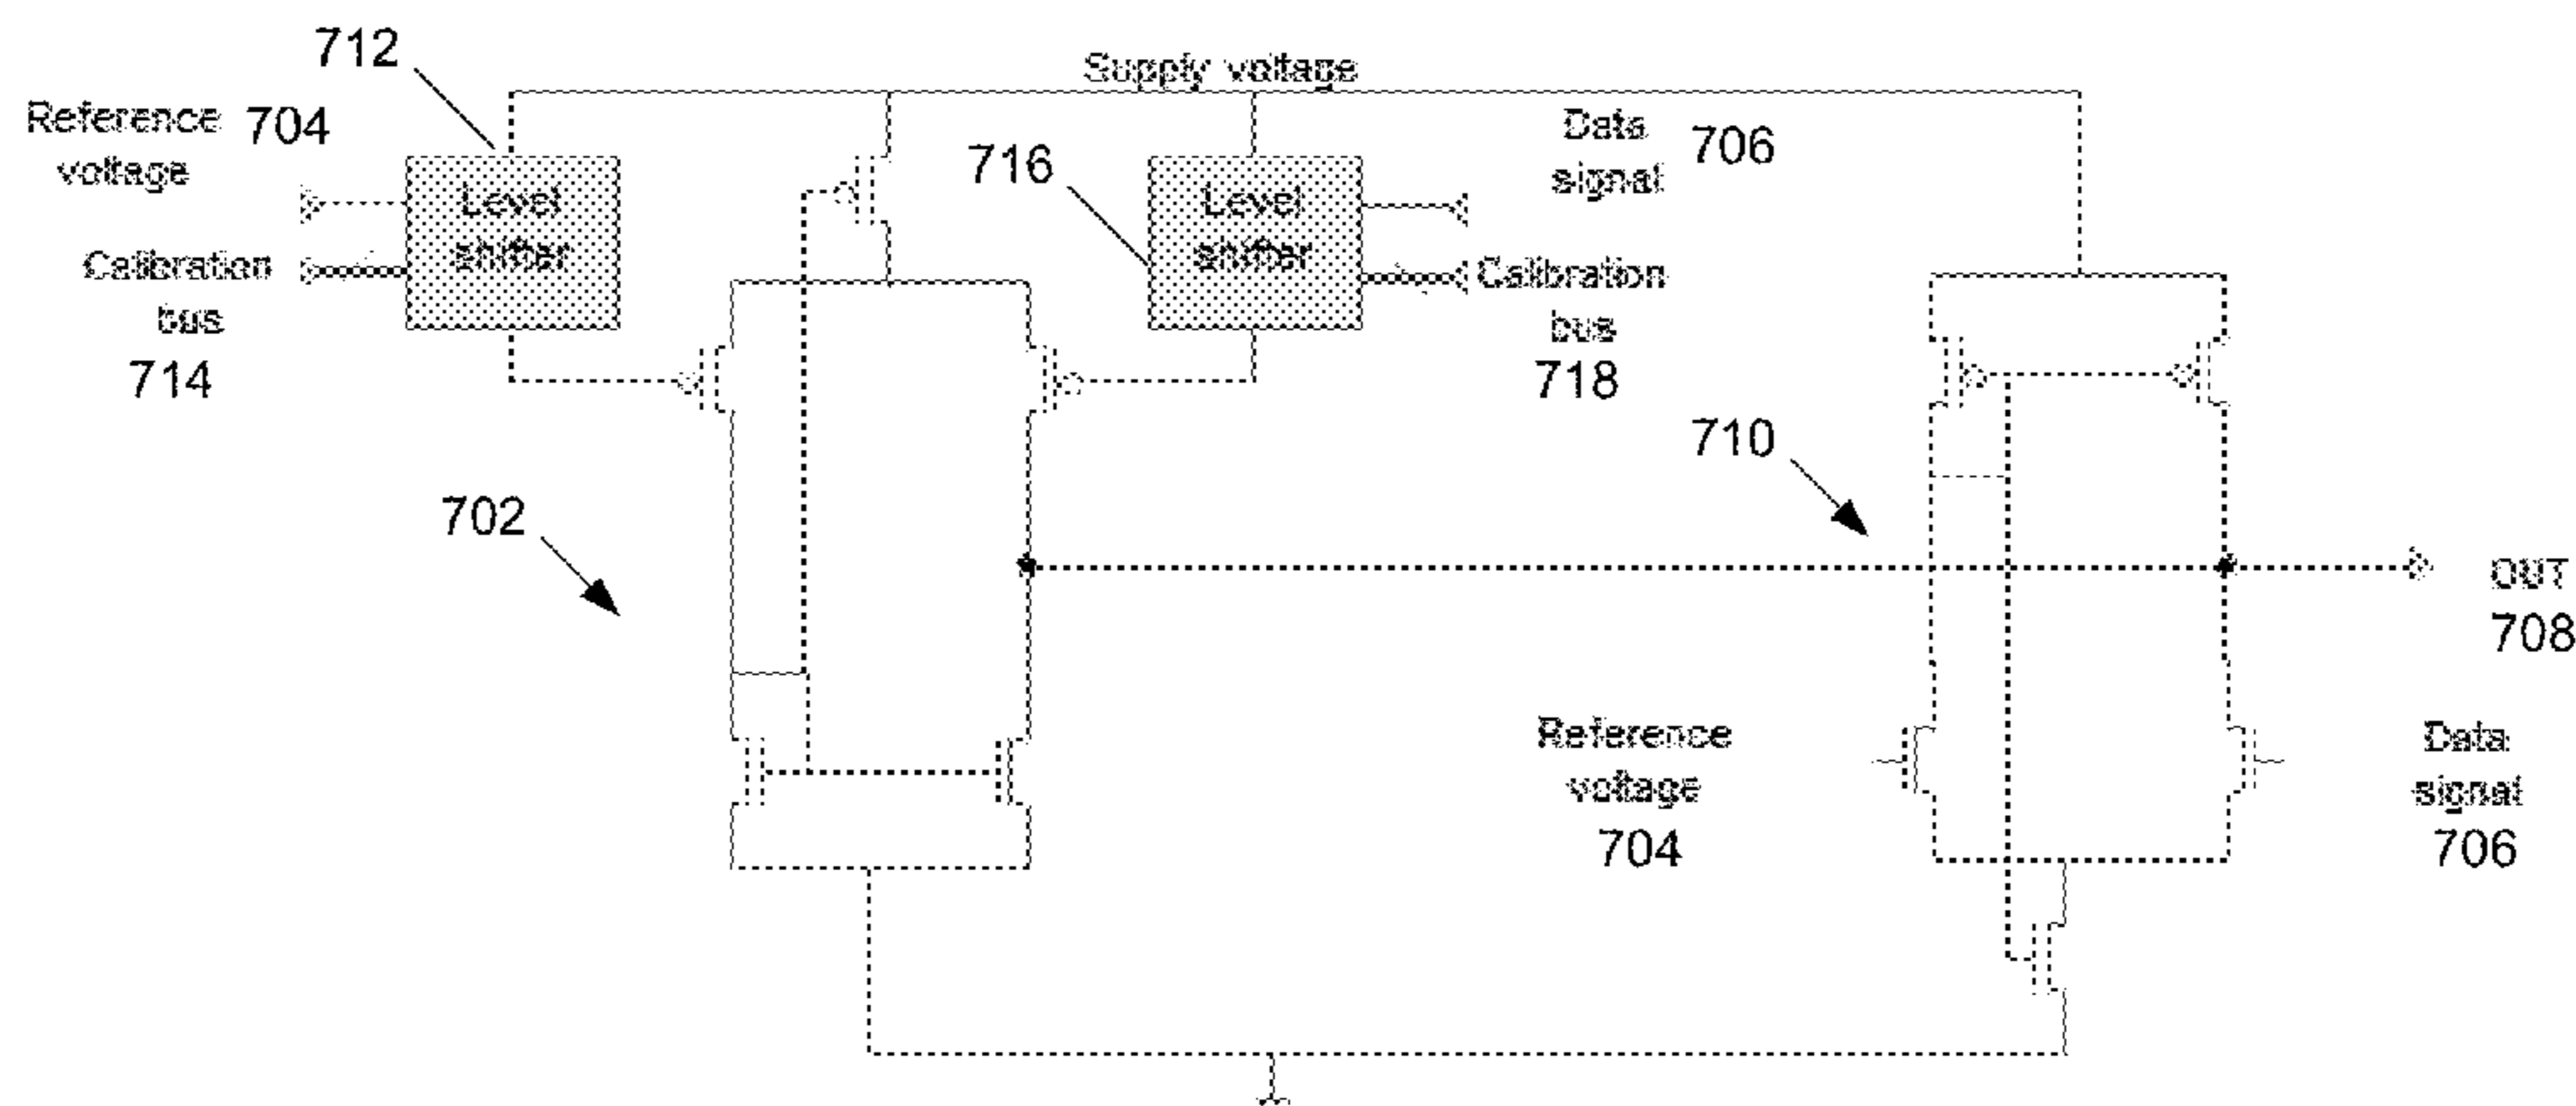 712
Supply voltage
Reference 704
voltage
Data 706
signal
716
Level
shifter
Level
shifter
Calibration
bus
714
Calibration
bus
718
710
702
OUT
708
Reference
voltage
704
Data
signal
706